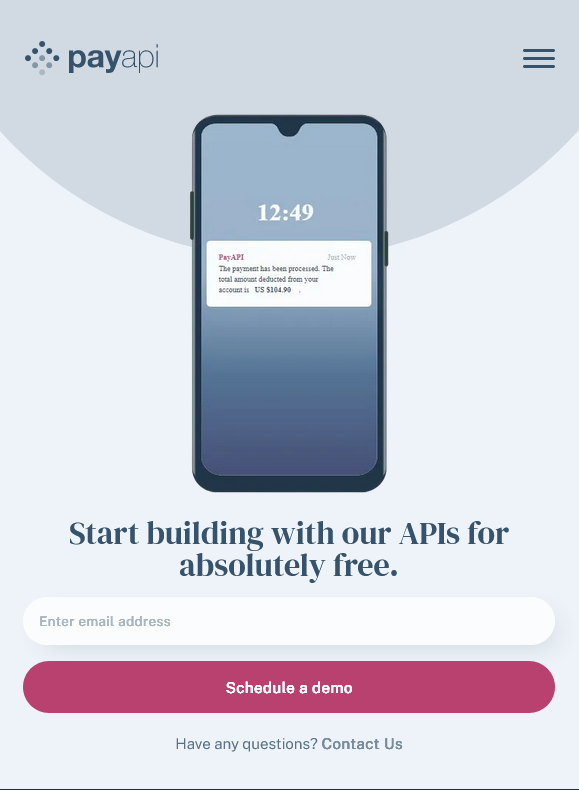 payapi
12:49
PayAPI Just Now
The payment has been processed. The
total amount deducted from your
account is US $104.90 .
Start building with our APIs for
absolutely free.
Enter email address
Schedule a demo
Have any questions? Contact Us